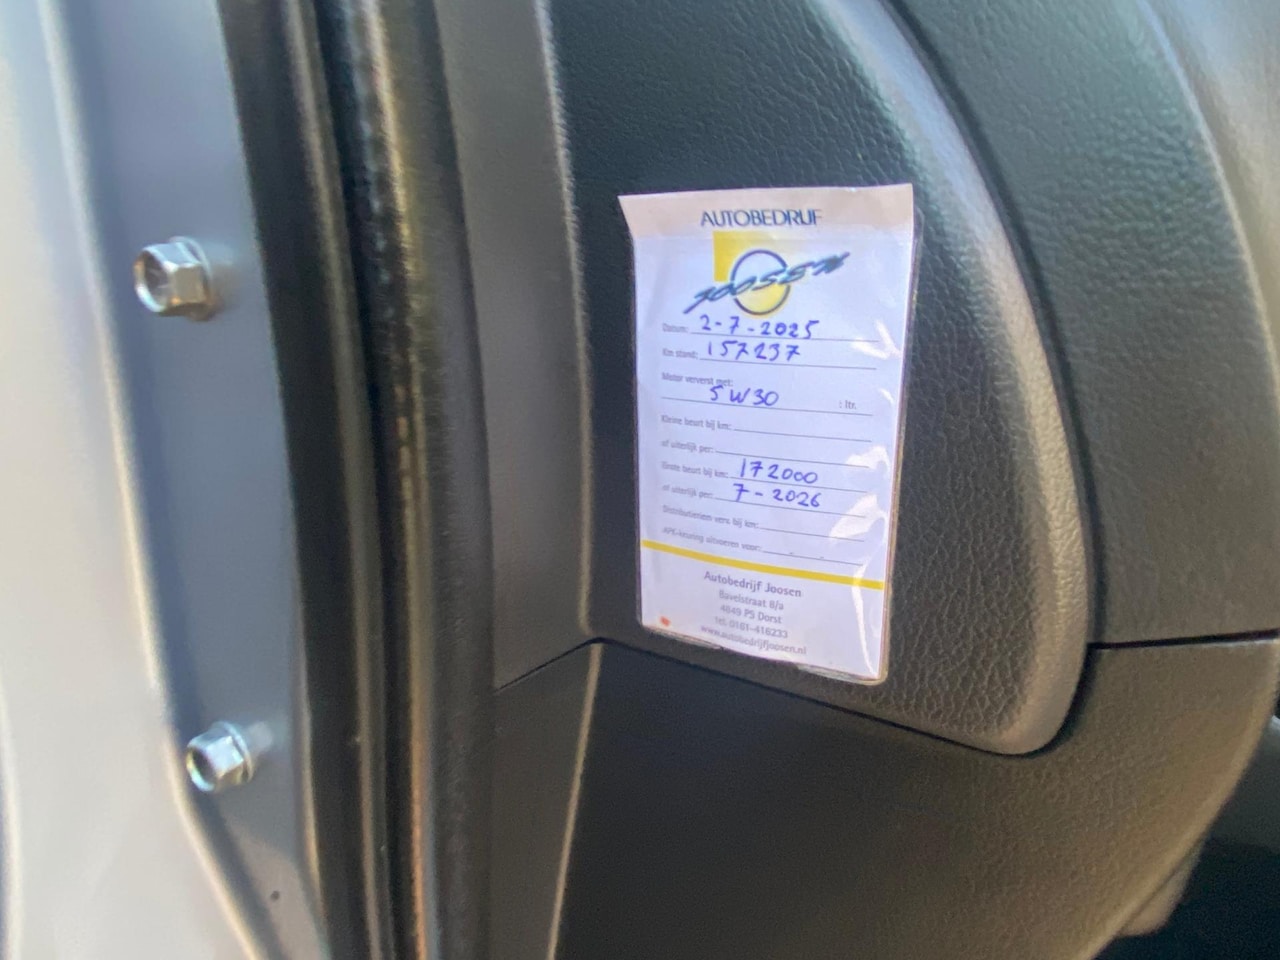 AUTOBEDRIJF
JOOSEN
Datum: 2-7-2025
Km stand: 157237
Motor ververst met:
5W30 : ltr.
Kleine beurt bij km:
of uiterlijk per:
Grote beurt bij km: 172000
of uiterlijk per: 7-2026
Distributieriem verv. bij km:
APK-keuring uitvoeren voor:
Autobedrijf Joosen
Bavelstraat 8/a
4849 PS Dorst
tel. 0161-416233
www.autobedrijfjoosen.nl